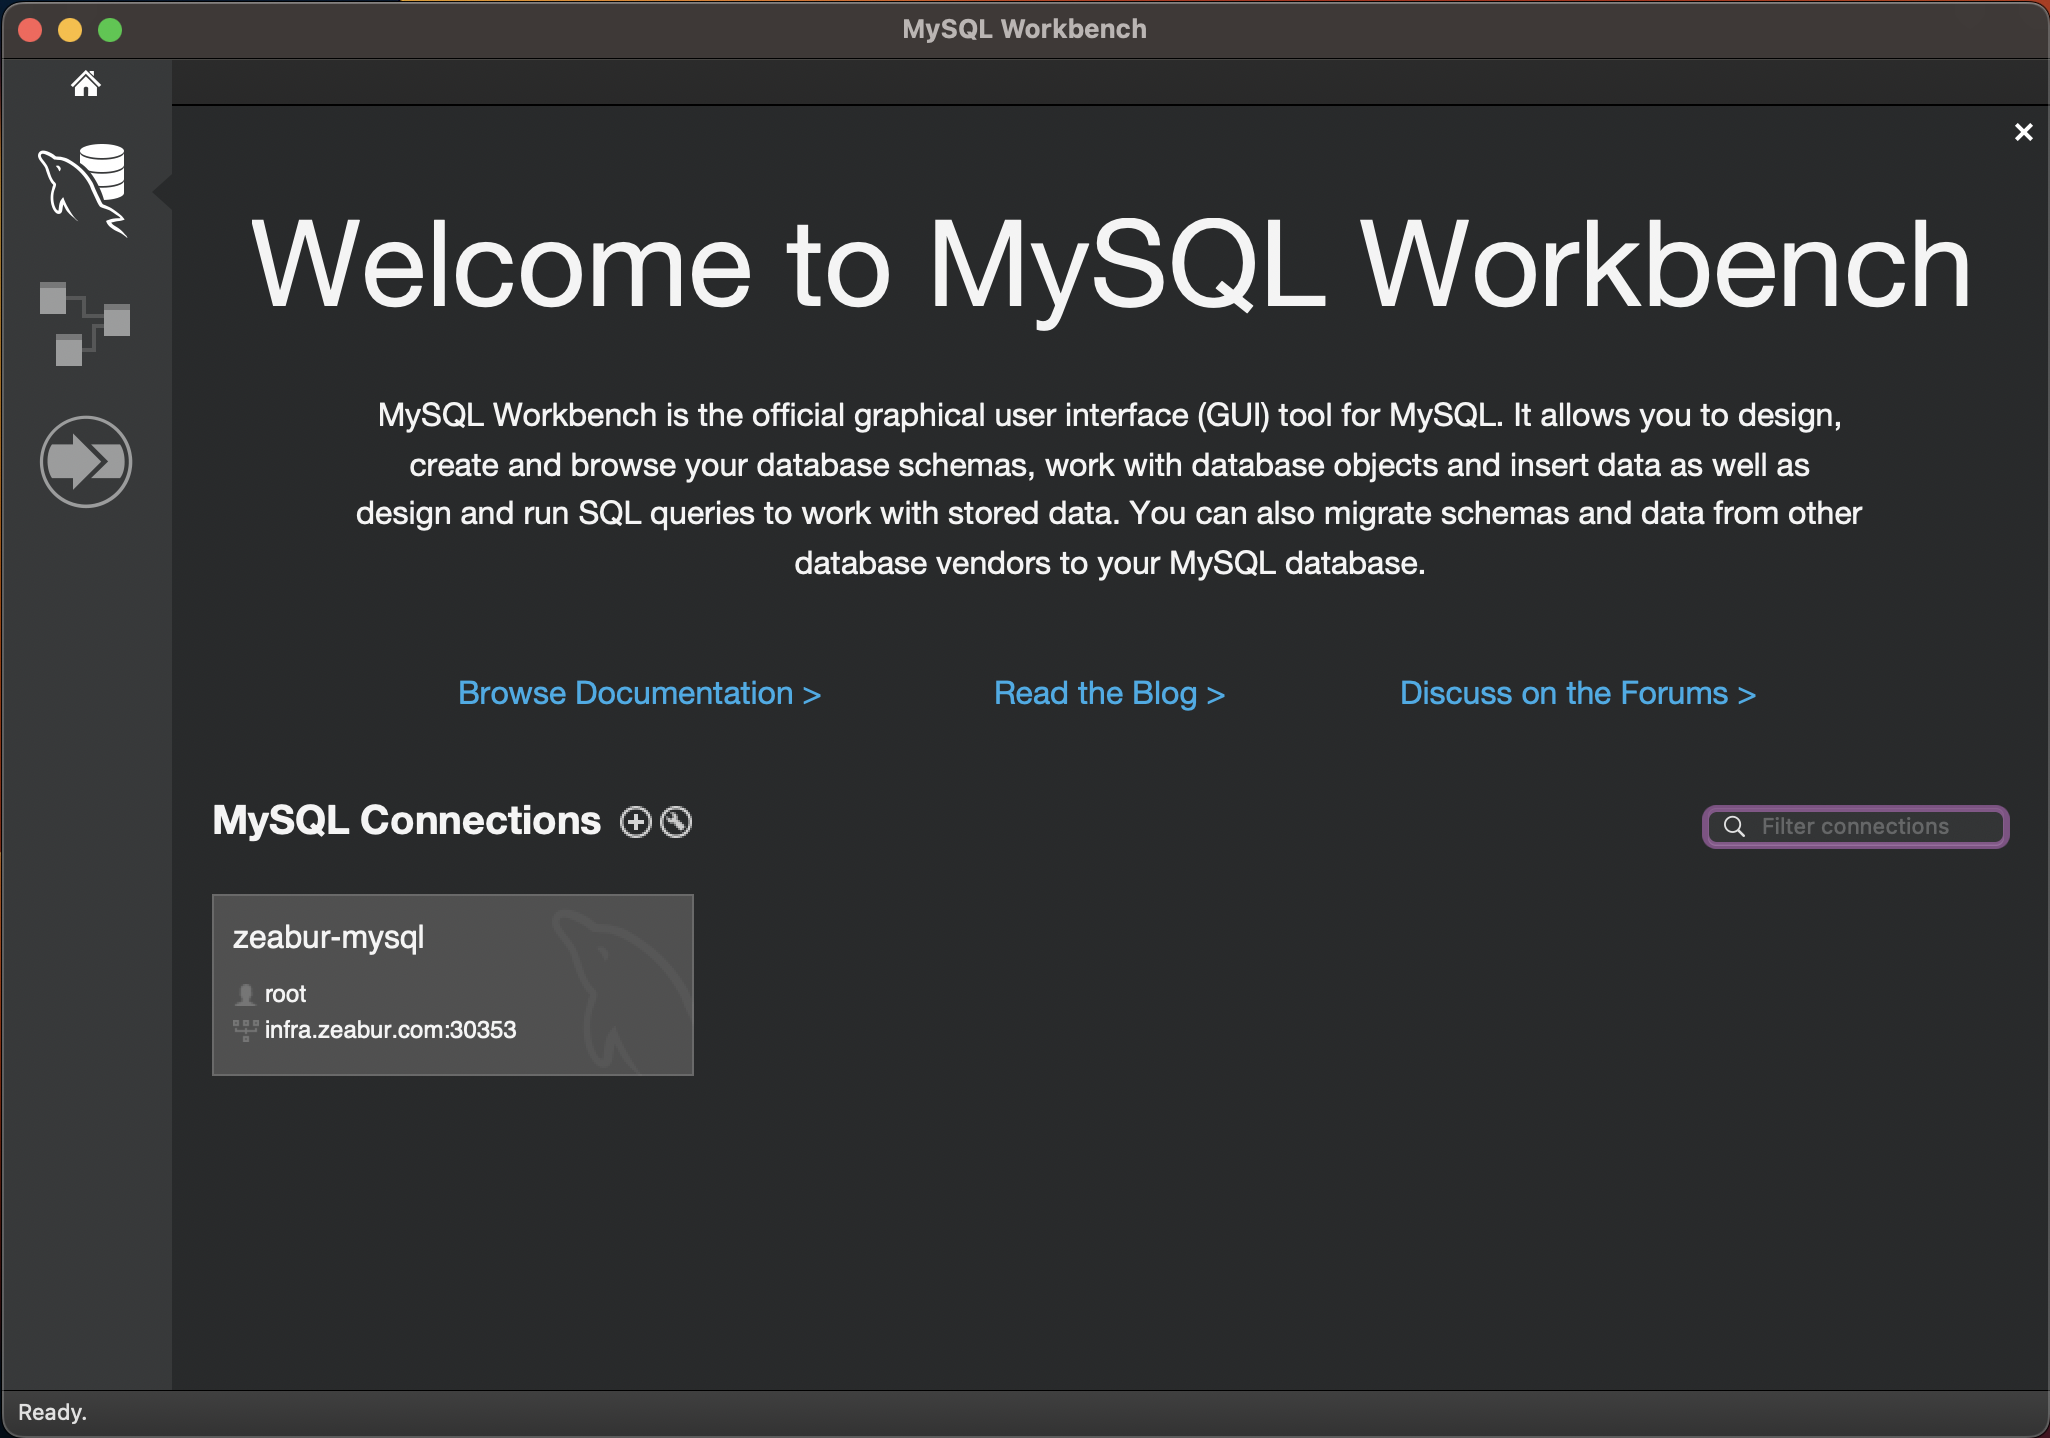 MySQL Workbench
Welcome to MySQL Workbench
MySQL Workbench is the official graphical user interface (GUI) tool for MySQL. It allows you to design,
create and browse your database schemas, work with database objects and insert data as well as
design and run SQL queries to work with stored data. You can also migrate schemas and data from other
database vendors to your MySQL database.
Browse Documentation >
Read the Blog >
Discuss on the Forums >
MySQL Connections
Filter connections
zeabur-mysql
root
infra.zeabur.com:30353
Ready.